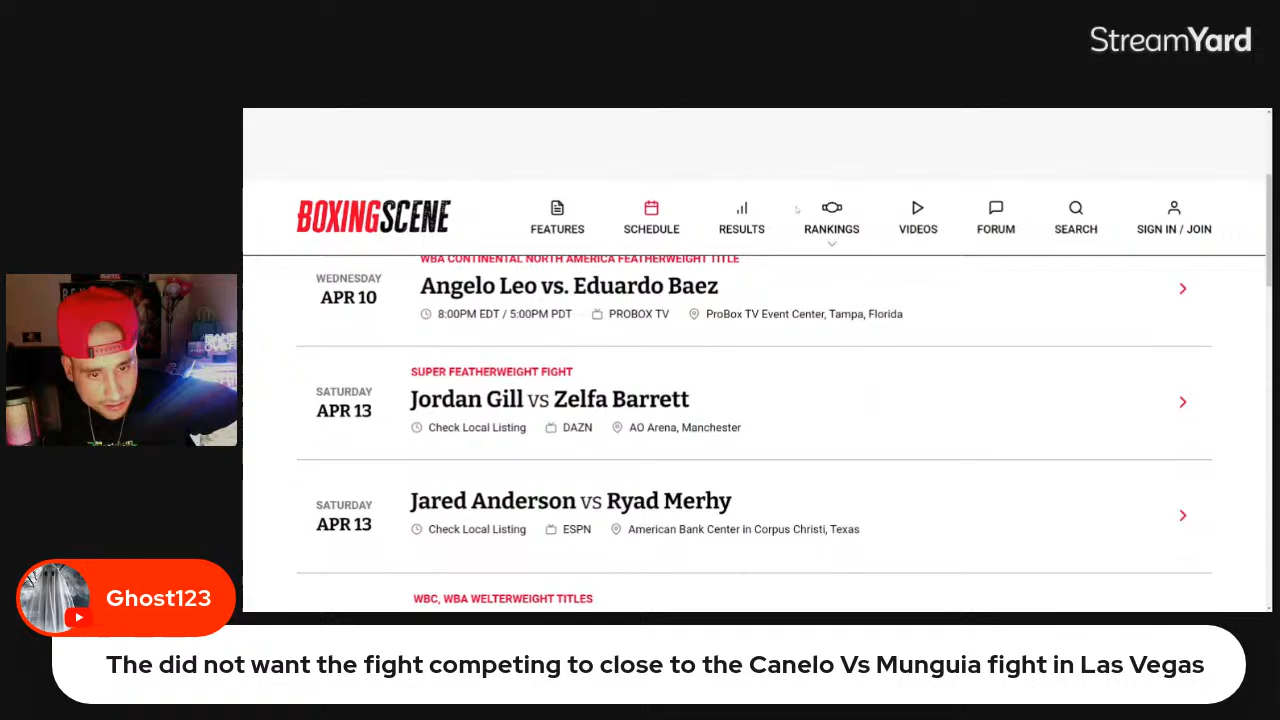 StreamYard
BOXINGSCENE
FEATURES
SCHEDULE
RESULTS
RANKINGS
VIDEOS
FORUM
SEARCH
SIGN IN / JOIN
WBA CONTINENTAL NORTH AMERICA FEATHERWEIGHT TITLE
WEDNESDAY
APR 10
Angelo Leo vs. Eduardo Baez
8:00PM EDT / 5:00PM PDT PROBOX TV ProBox TV Event Center, Tampa, Florida
SUPER FEATHERWEIGHT FIGHT
SATURDAY
APR 13
Jordan Gill vs Zelfa Barrett
Check Local Listing DAZN AO Arena, Manchester
SATURDAY
APR 13
Jared Anderson vs Ryad Merhy
Check Local Listing ESPN American Bank Center in Corpus Christi, Texas
WBC, WBA WELTERWEIGHT TITLES
Ghost123
The did not want the fight competing to close to the Canelo Vs Munguia fight in Las Vegas